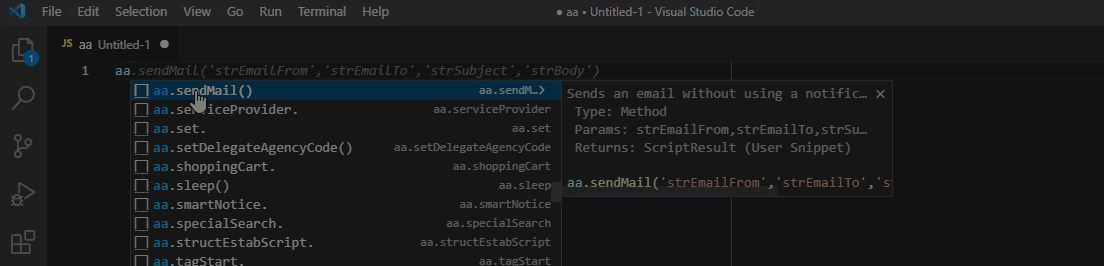 File Edit Selection View Go Run Terminal Help ● aa • Untitled-1 - Visual Studio Code
JS aa Untitled-1 ●
1
1 aa.sendMail('strEmailFrom','strEmailTo','strSubject','strBody')
aa.sendMail() aa.sendM…
aa.serviceProvider. aa.serviceProvider
aa.set. aa.set
aa.setDelegateAgencyCode() aa.setDelegateAgencyCode
aa.shoppingCart. aa.shoppingCart
aa.sleep() aa.sleep
aa.smartNotice. aa.smartNotice
aa.specialSearch. aa.specialSearch
aa.structEstabScript. aa.structEstabScript
aa.tagStart. aa.tagStart
Sends an email without using a notific…
Type: Method
Params: strEmailFrom,strEmailTo,strSu…
Returns: ScriptResult (User Snippet)
aa.sendMail('strEmailFrom','strEmailTo','s